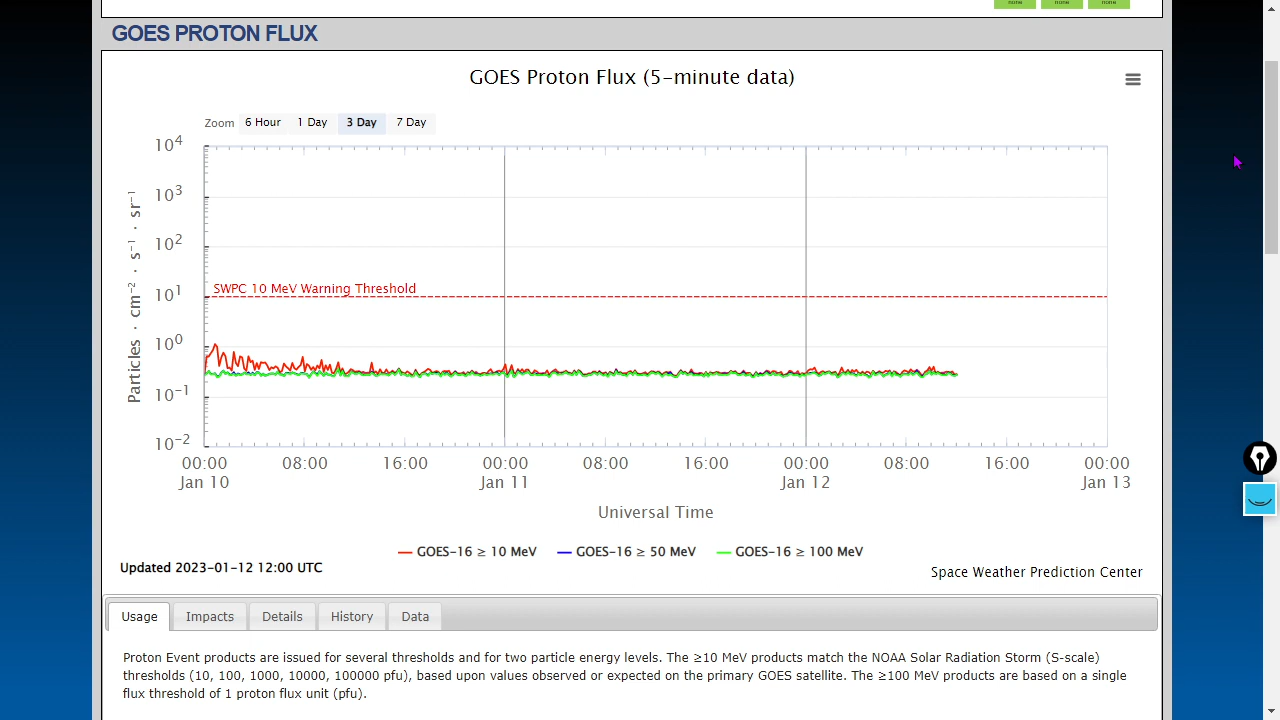 none none none
GOES PROTON FLUX
GOES Proton Flux (5-minute data)
Zoom 6 Hour 1 Day 3 Day 7 Day
Particles · cm⁻² · s⁻¹ · sr⁻¹
10⁴
10³
10²
10¹
10⁰
10⁻¹
10⁻²
SWPC 10 MeV Warning Threshold
00:00 08:00 16:00 00:00 08:00 16:00 00:00 08:00 16:00 00:00
Jan 10 Jan 11 Jan 12 Jan 13
Universal Time
GOES-16 ≥ 10 MeV GOES-16 ≥ 50 MeV GOES-16 ≥ 100 MeV
Updated 2023-01-12 12:00 UTC
Space Weather Prediction Center
Usage Impacts Details History Data
Proton Event products are issued for several thresholds and for two particle energy levels. The ≥10 MeV products match the NOAA Solar Radiation Storm (S-scale)
thresholds (10, 100, 1000, 10000, 100000 pfu), based upon values observed or expected on the primary GOES satellite. The ≥100 MeV products are based on a single
flux threshold of 1 proton flux unit (pfu).